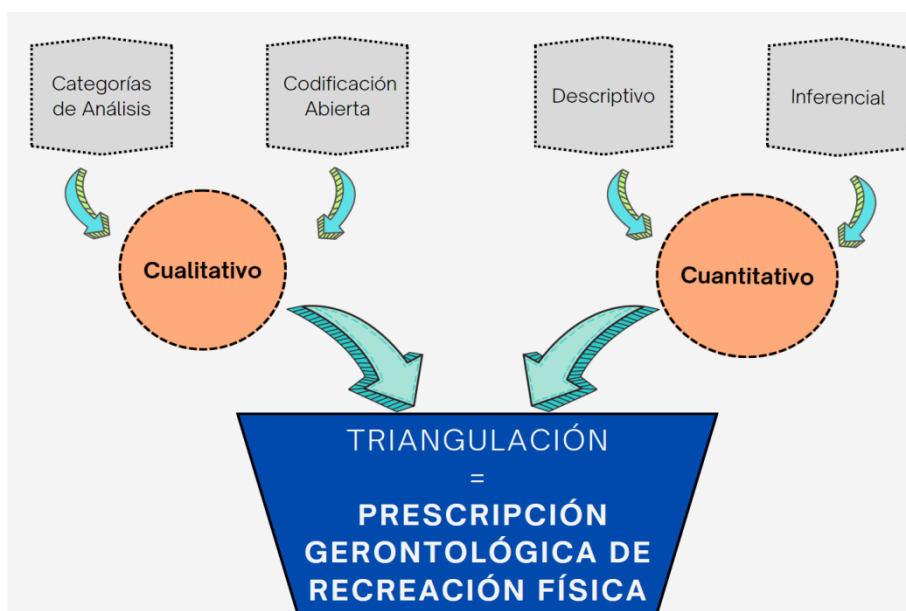 Categorías
de Análisis
Codificación
Abierta
Descriptivo
Inferencial
Cualitativo
Cuantitativo
TRIANGULACIÓN
=
PRESCRIPCIÓN
GERONTOLÓGICA DE
RECREACIÓN FÍSICA